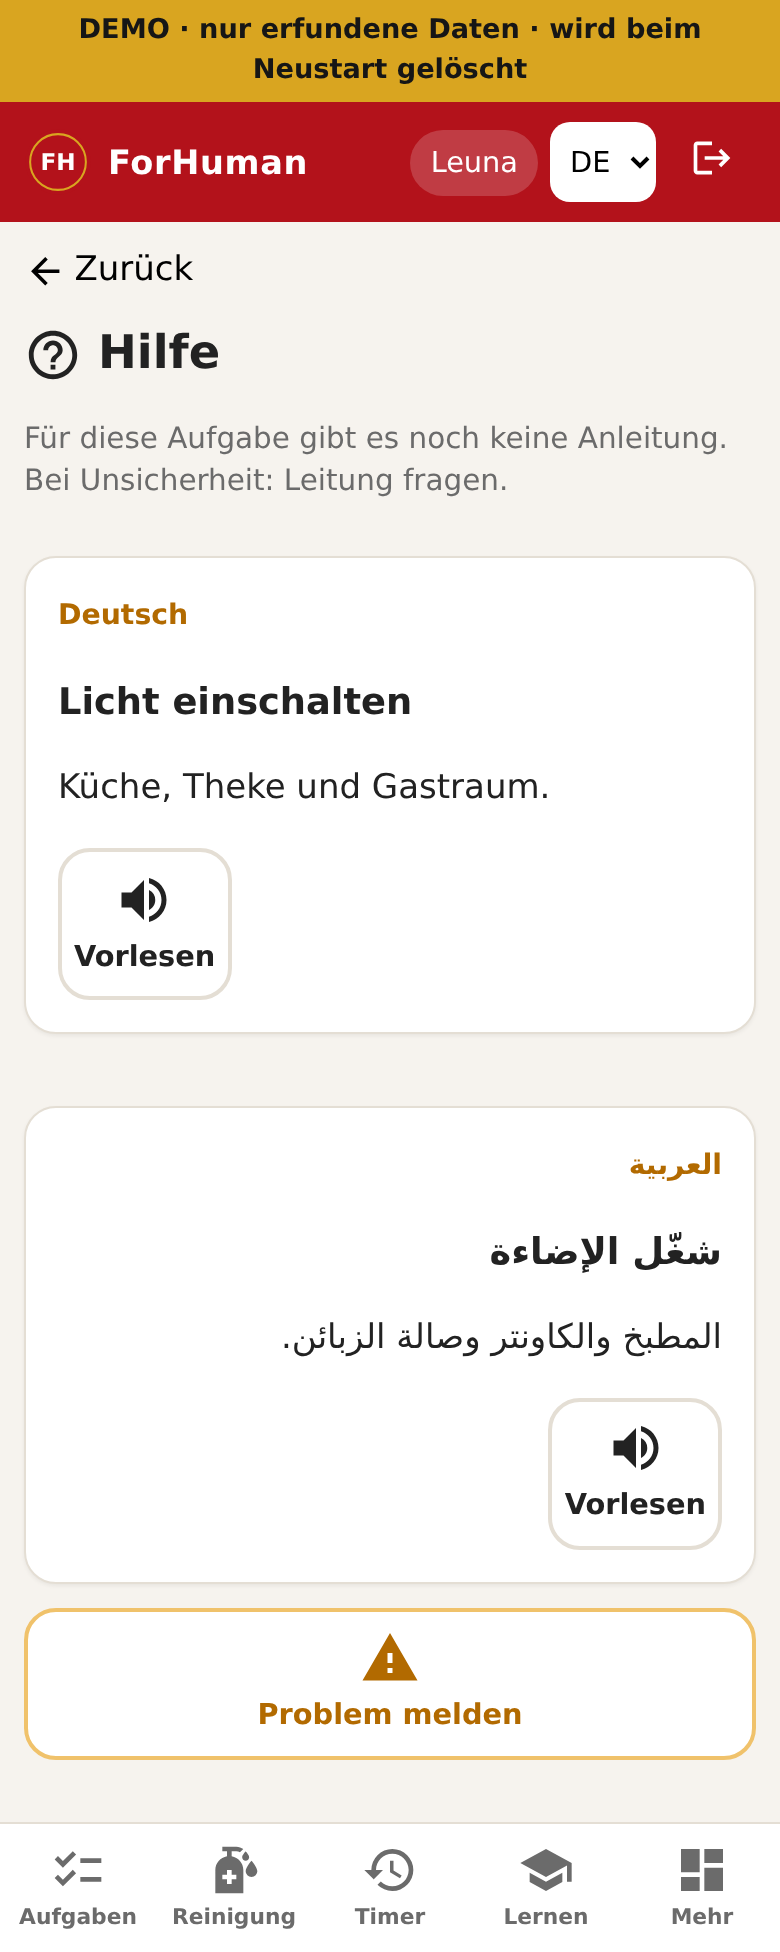 DEMO · nur erfundene Daten · wird beim
Neustart gelöscht
FH ForHuman Leuna DE
Zurück
Hilfe
Für diese Aufgabe gibt es noch keine Anleitung.
Bei Unsicherheit: Leitung fragen.
Deutsch
Licht einschalten
Küche, Theke und Gastraum.
Vorlesen
العربية
شغّل الإضاءة
المطبخ والكاونتر وصالة الزبائن.
Vorlesen
Problem melden
Aufgaben Reinigung Timer Lernen Mehr